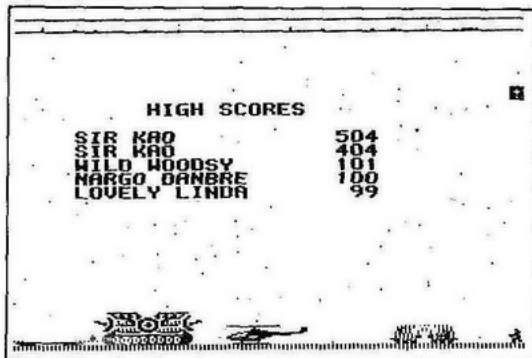 HIGH SCORES
SIR KAO 504
SIR KAO 404
WILD WOODSY 101
NARGO DANBRE 100
LOVELY LINDA 99